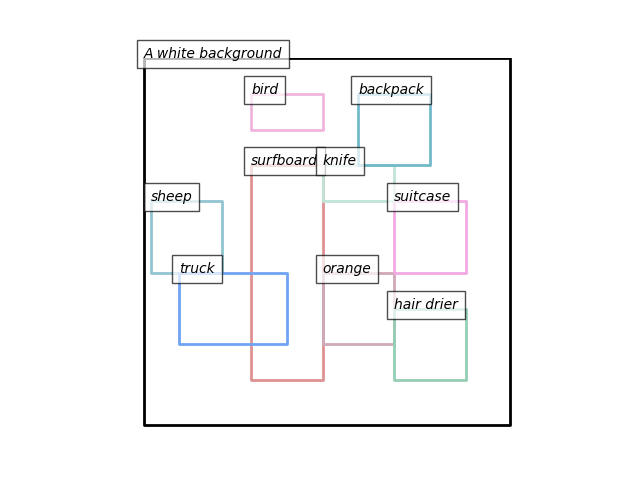 A white background
bird
backpack
surfboard
knife
sheep
suitcase
truck
orange
hair drier